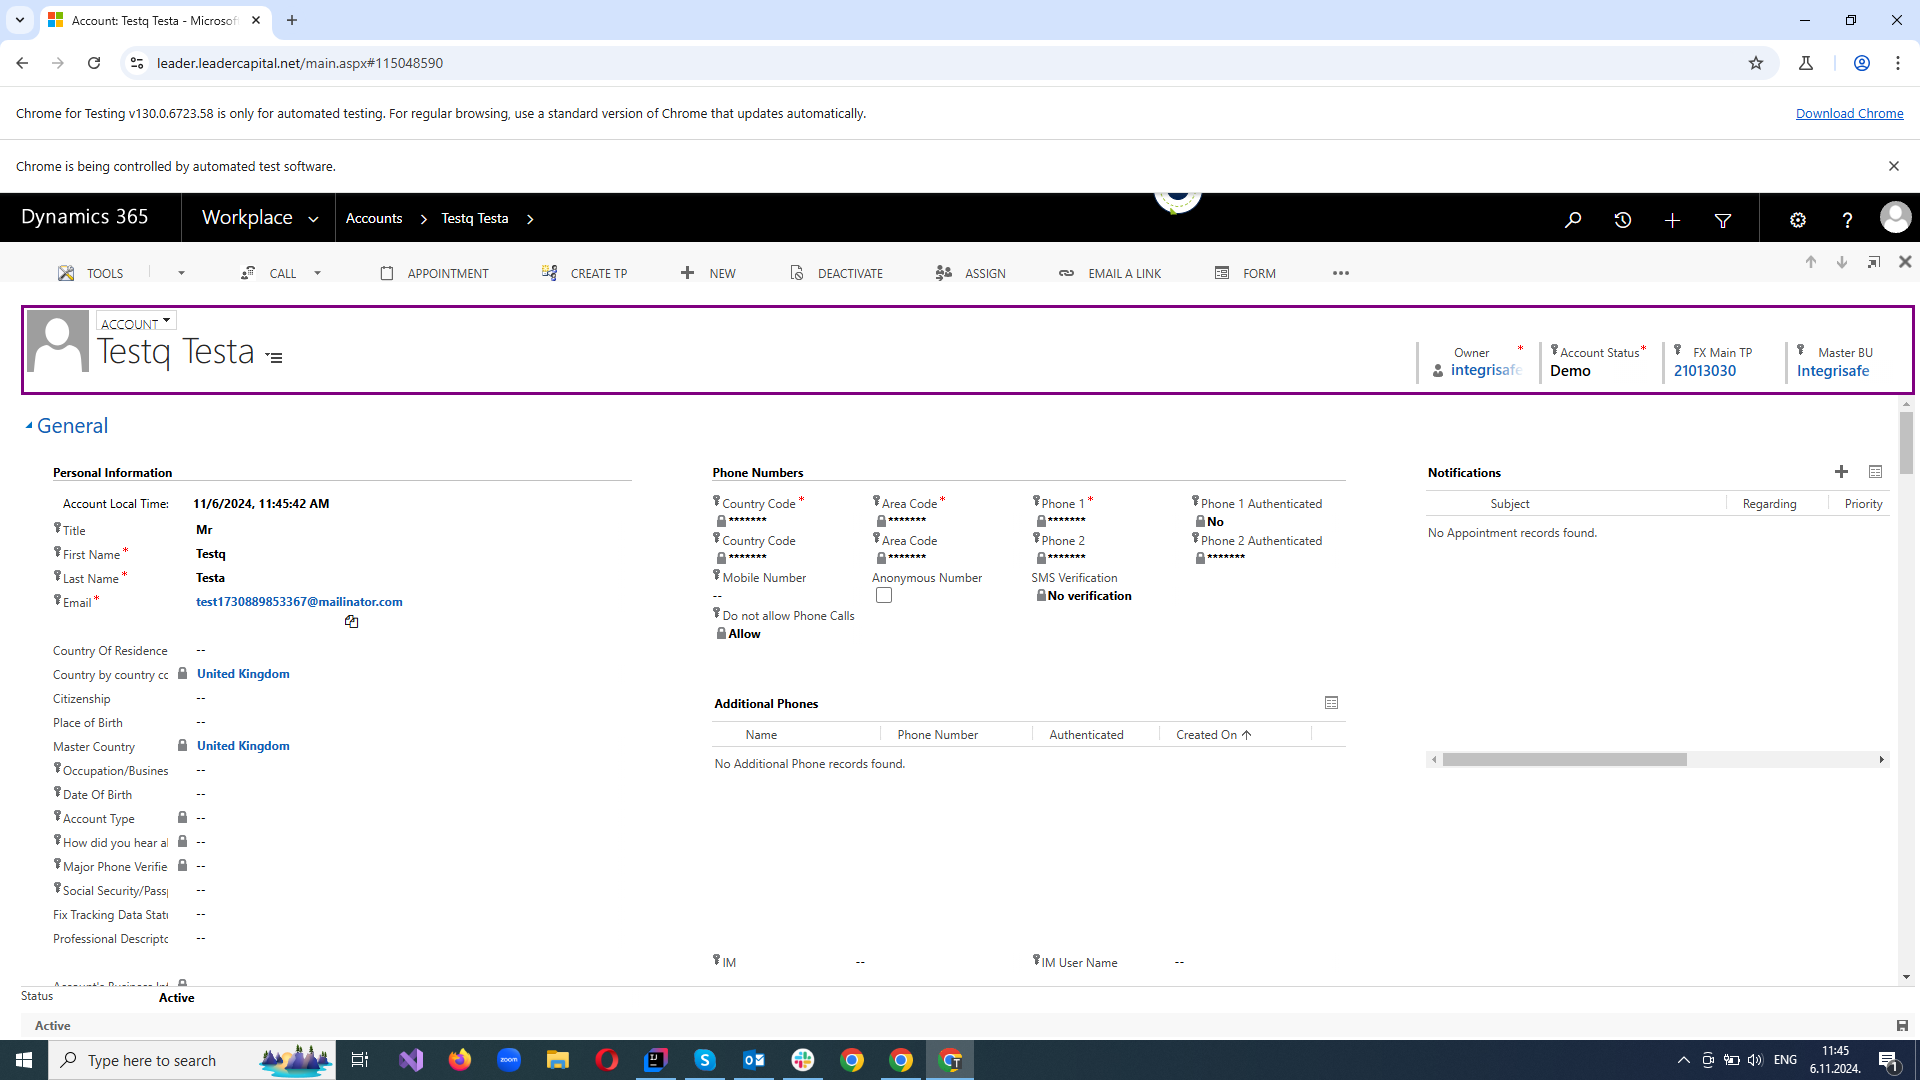 Account: Testq Testa - Microsof
leader.leadercapital.net/main.aspx#115048590
Chrome for Testing v130.0.6723.58 is only for automated testing. For regular browsing, use a standard version of Chrome that updates automatically.
Download Chrome
Chrome is being controlled by automated test software.
Dynamics 365
Workplace
Accounts
Testq Testa
TOOLS
CALL
APPOINTMENT
CREATE TP
NEW
DEACTIVATE
ASSIGN
EMAIL A LINK
FORM
ACCOUNT
Testq Testa
Owner *
integrisafe
Account Status *
Demo
FX Main TP
21013030
Master BU
Integrisafe
General
Personal Information
Account Local Time: 11/6/2024, 11:45:42 AM
Title Mr
First Name * Testq
Last Name * Testa
Email * test1730889853367@mailinator.com
Country Of Residence --
Country by country cc United Kingdom
Citizenship --
Place of Birth --
Master Country United Kingdom
Occupation/Busines --
Date Of Birth --
Account Type --
How did you hear al --
Major Phone Verifie --
Social Security/Pass --
Fix Tracking Data Stat --
Professional Descriptc --
Phone Numbers
Country Code * Area Code * Phone 1 * Phone 1 Authenticated
******* ******* ******* No
Country Code Area Code Phone 2 Phone 2 Authenticated
******* ******* ******* *******
Mobile Number Anonymous Number SMS Verification
-- No verification
Do not allow Phone Calls
Allow
Additional Phones
Name Phone Number Authenticated Created On
No Additional Phone records found.
IM -- IM User Name --
Notifications
Subject Regarding Priority
No Appointment records found.
Status Active
Active
Type here to search
zoom
ENG
11:45
6.11.2024.
1